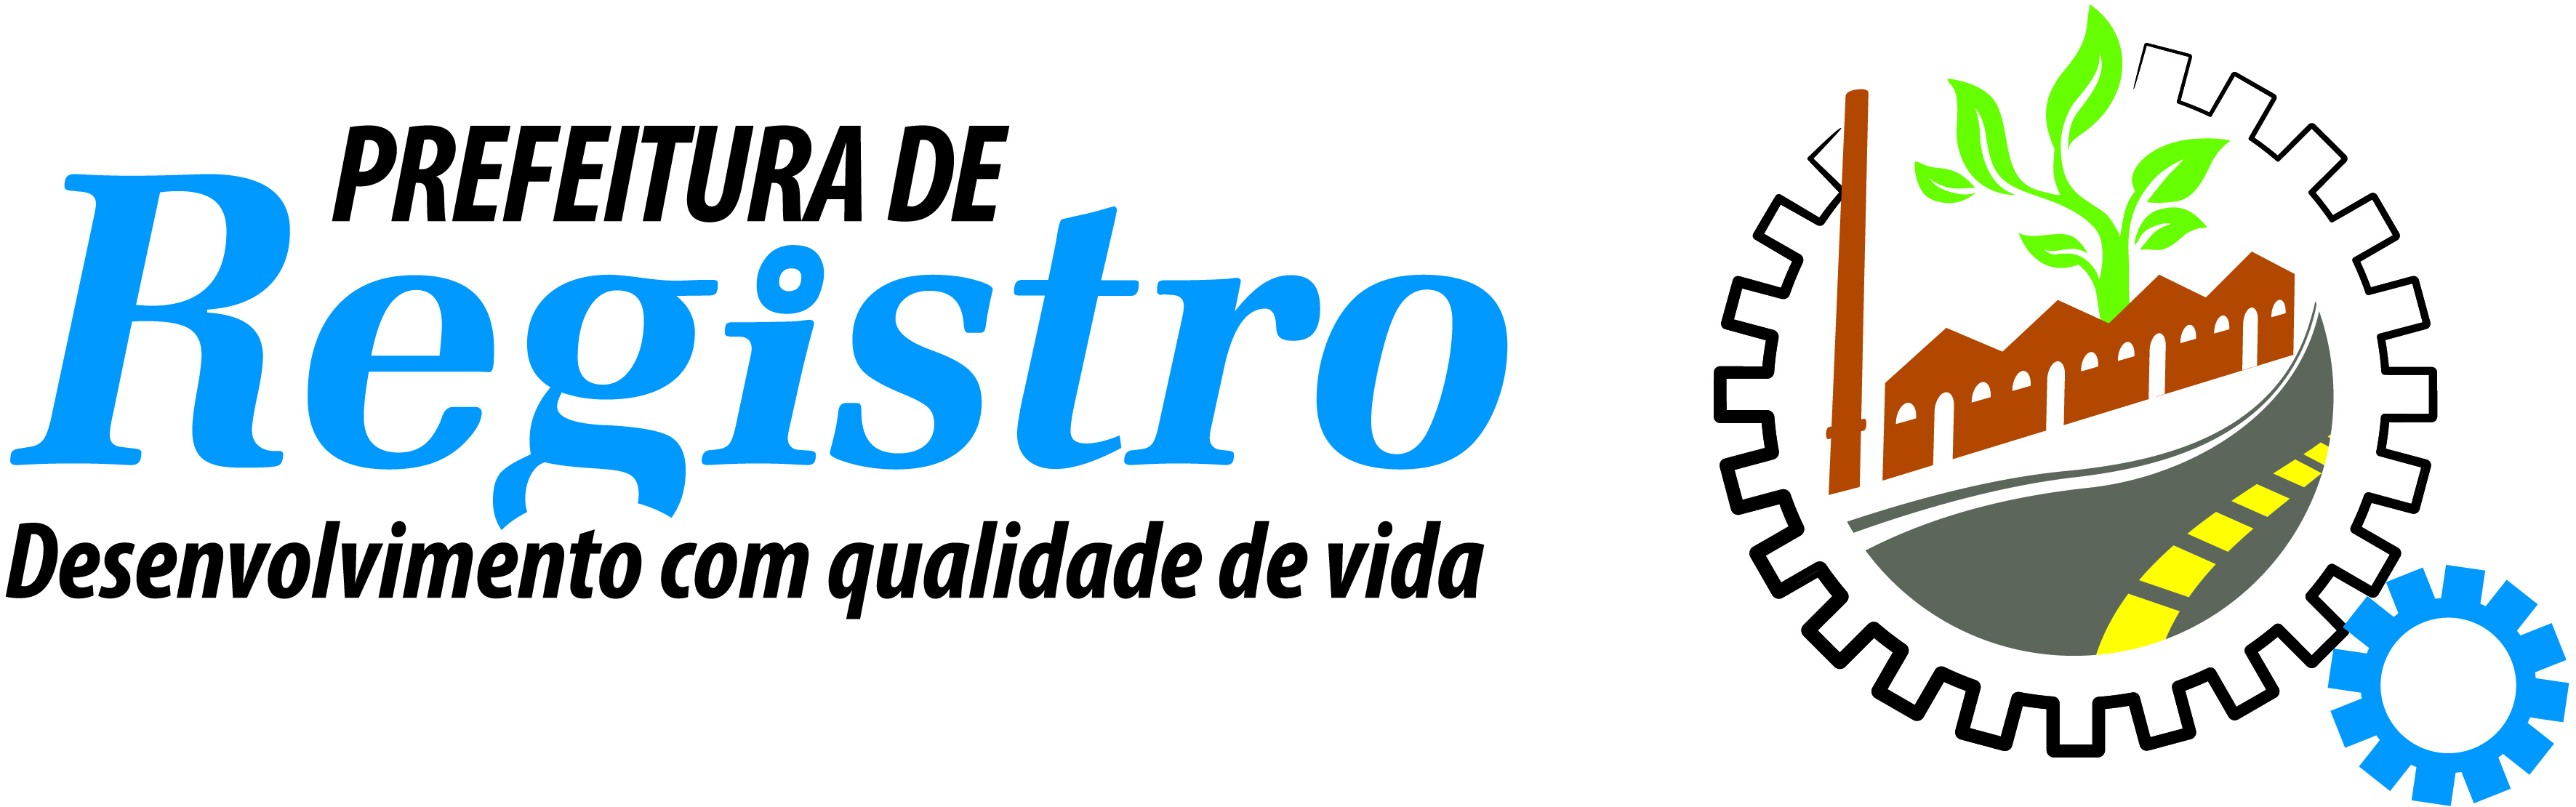 PREFEITURA DE
Registro
Desenvolvimento com qualidade de vida